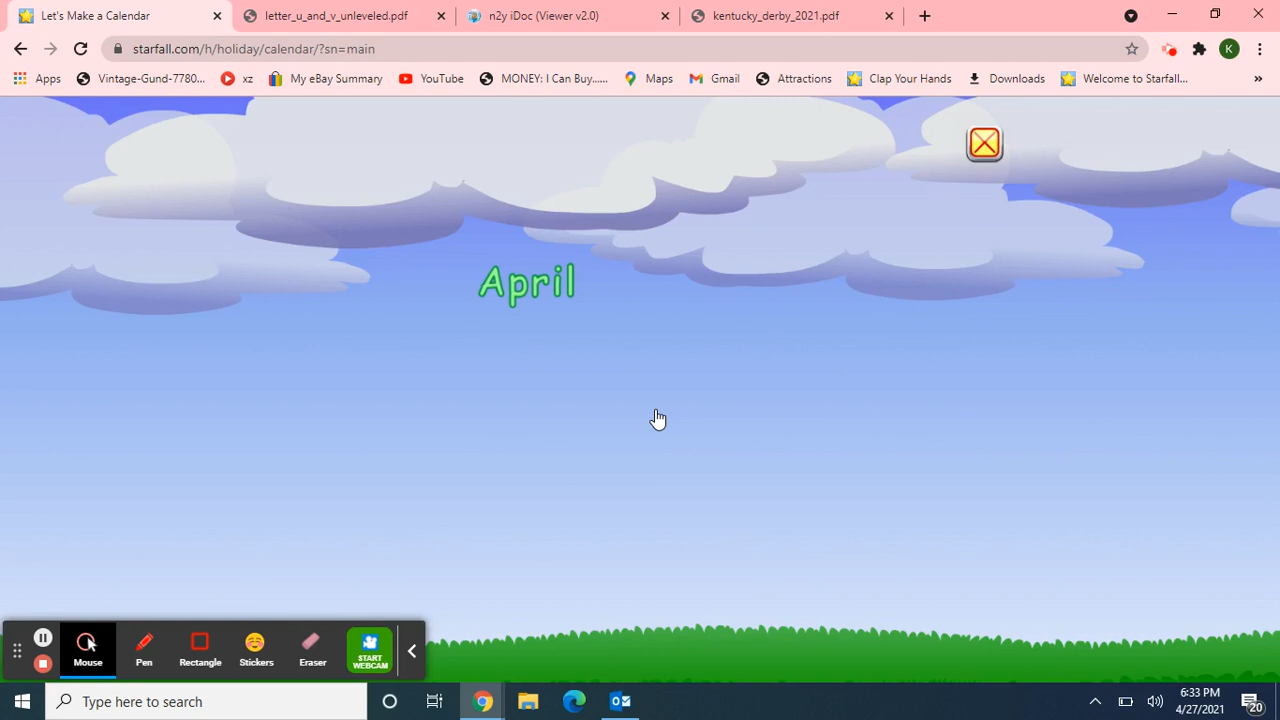 Let's Make a Calendar
letter_u_and_v_unleveled.pdf
n2y iDoc (Viewer v2.0)
kentucky_derby_2021.pdf
starfall.com/h/holiday/calendar/?sn=main
K
Apps
Vintage-Gund-7780...
xz
My eBay Summary
YouTube
MONEY: I Can Buy......
Maps
Gmail
Attractions
Clap Your Hands
Downloads
Welcome to Starfall...
»
April
Mouse
Pen
Rectangle
Stickers
Eraser
START WEBCAM
Type here to search
6:33 PM
4/27/2021
20